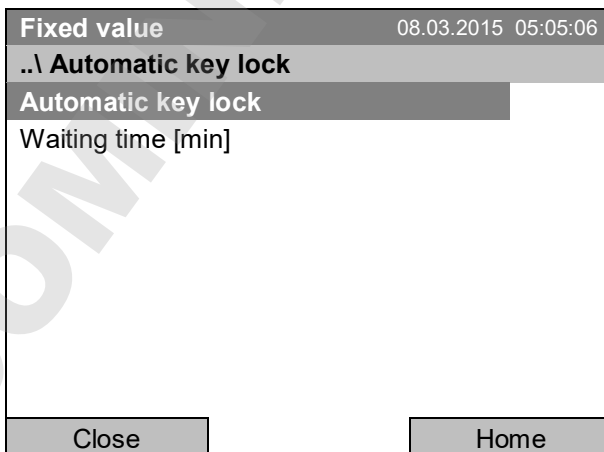 Fixed value 08.03.2015 05:05:06
..\ Automatic key lock
Automatic key lock
Waiting time [min]
Close Home